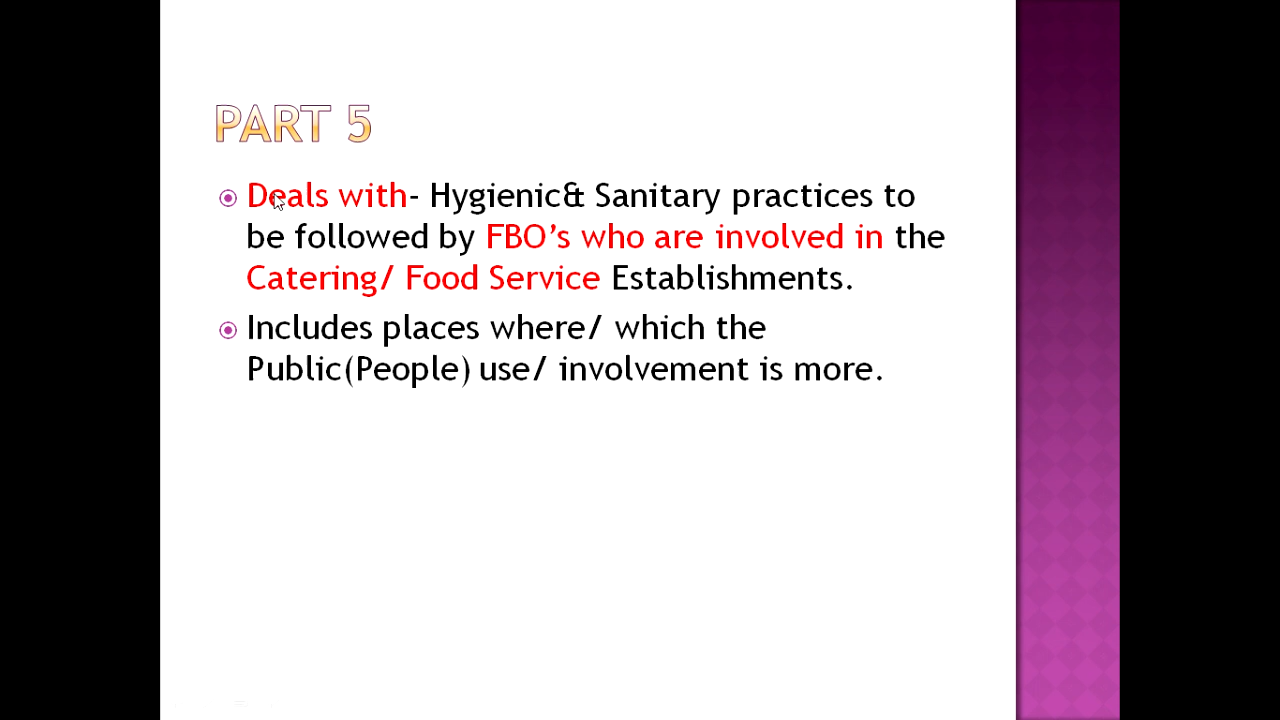 PART 5
Deals with- Hygienic& Sanitary practices to
be followed by FBO's who are involved in the
Catering/ Food Service Establishments.
Includes places where/ which the
Public(People) use/ involvement is more.